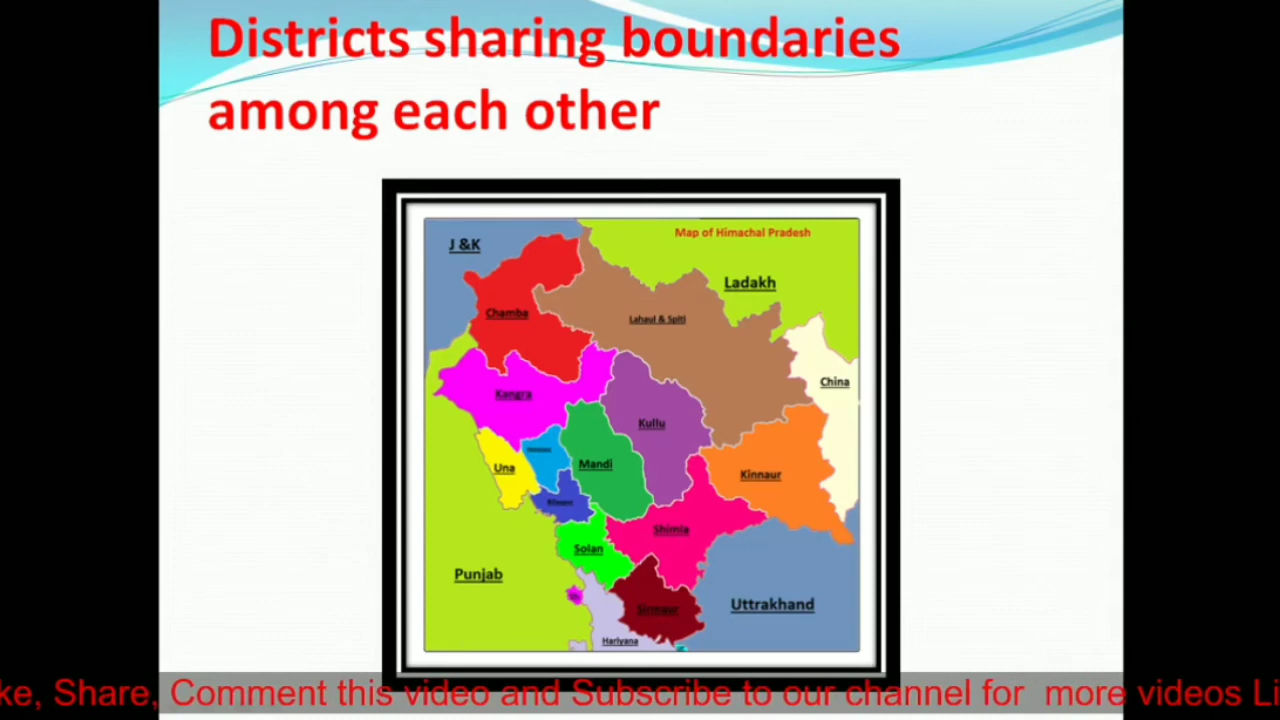 Districts sharing boundaries
among each other
Map of Himachal Pradesh
J &K
Ladakh
Chamba
Lahaul & Spiti
China
Kangra
Kullu
Una
Mandi
Kinnaur
Shimla
Solan
Punjab
Sirmaur
Uttrakhand
Hariyana
ke, Share, Comment this video and Subscribe to our channel for more videos Li